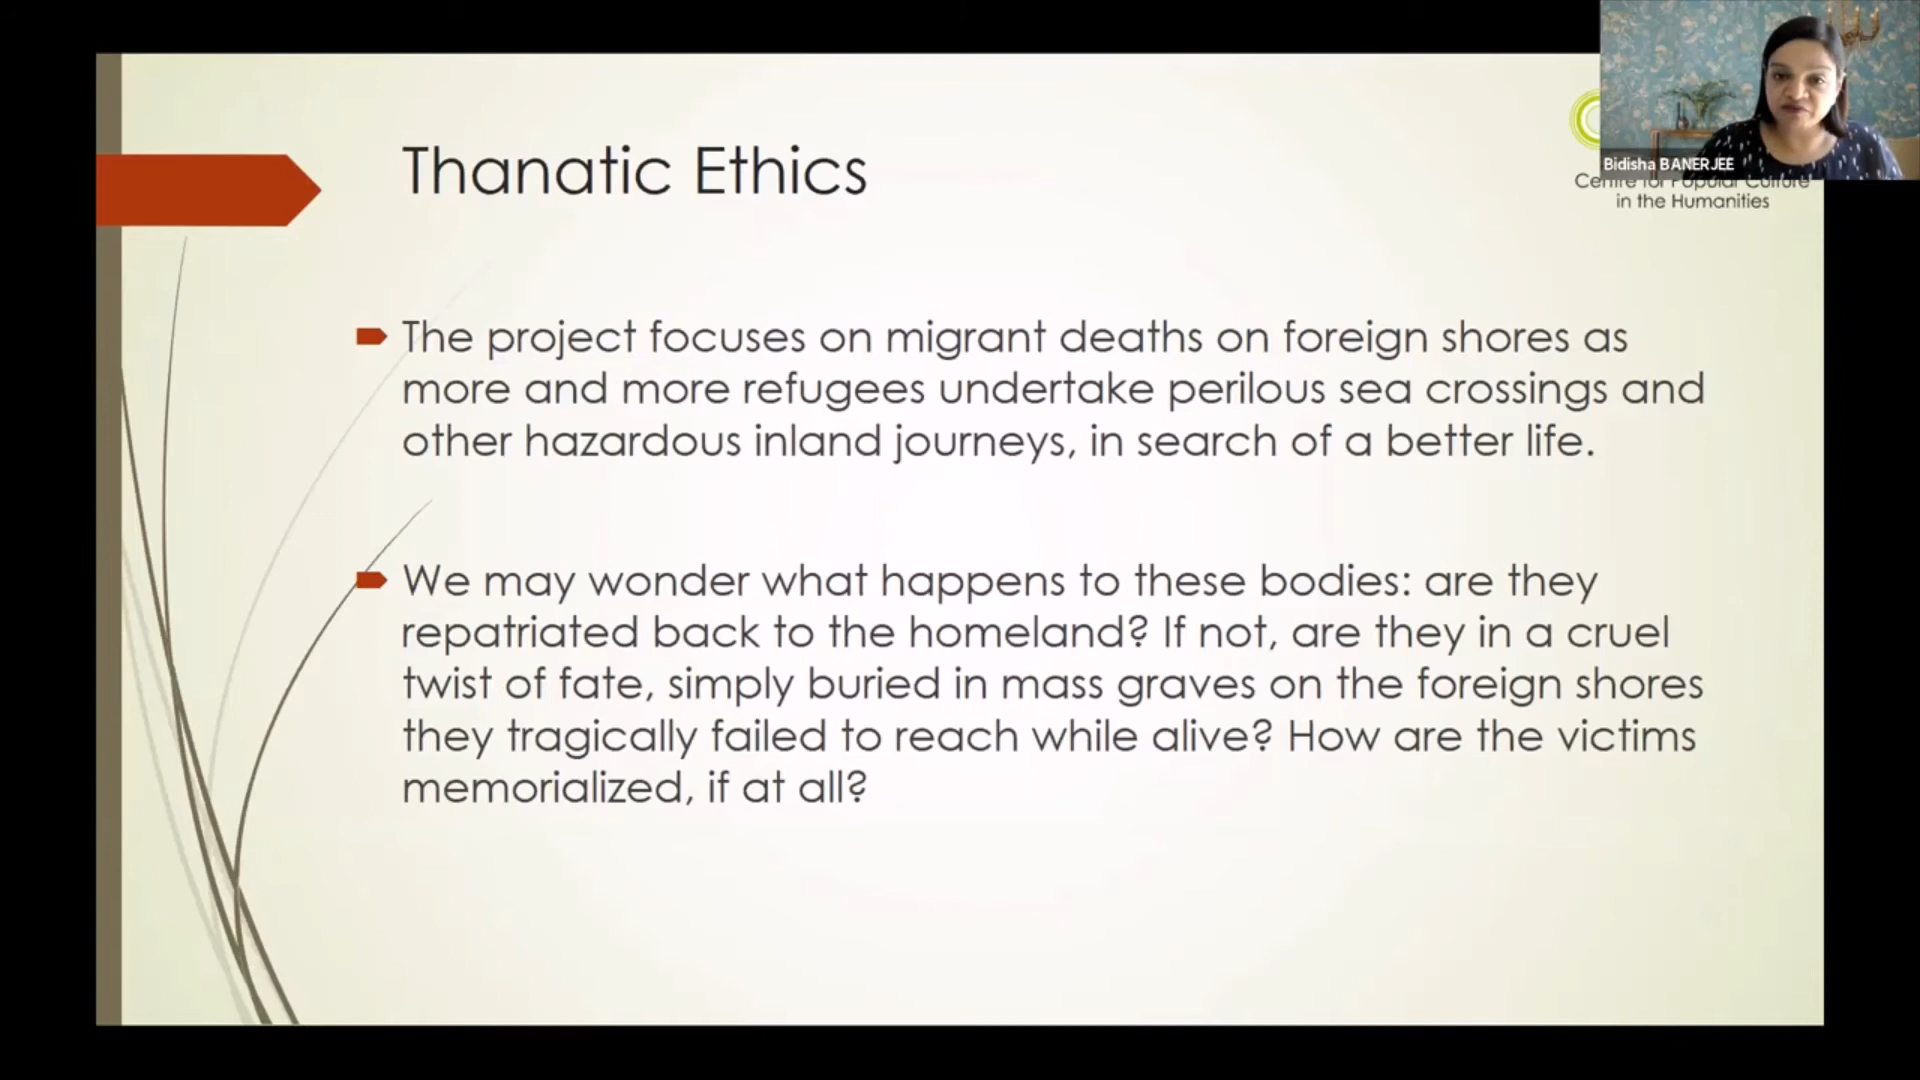 Thanatic Ethics
Bidisha BANERJEE
Centre for Popular Culture
in the Humanities
The project focuses on migrant deaths on foreign shores as
more and more refugees undertake perilous sea crossings and
other hazardous inland journeys, in search of a better life.
We may wonder what happens to these bodies: are they
repatriated back to the homeland? If not, are they in a cruel
twist of fate, simply buried in mass graves on the foreign shores
they tragically failed to reach while alive? How are the victims
memorialized, if at all?